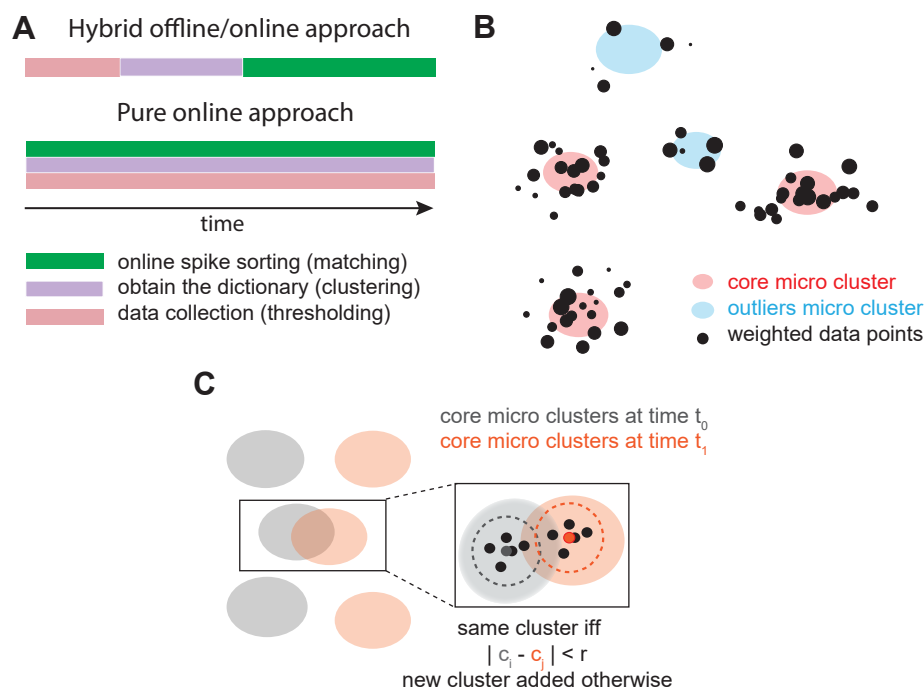 A
Hybrid offline/online approach
Pure online approach
time
online spike sorting (matching)
obtain the dictionary (clustering)
data collection (thresholding)
B
core micro cluster
outliers micro cluster
weighted data points
C
core micro clusters at time t₀
core micro clusters at time t₁
same cluster iff
| cᵢ - cⱼ | < r
new cluster added otherwise